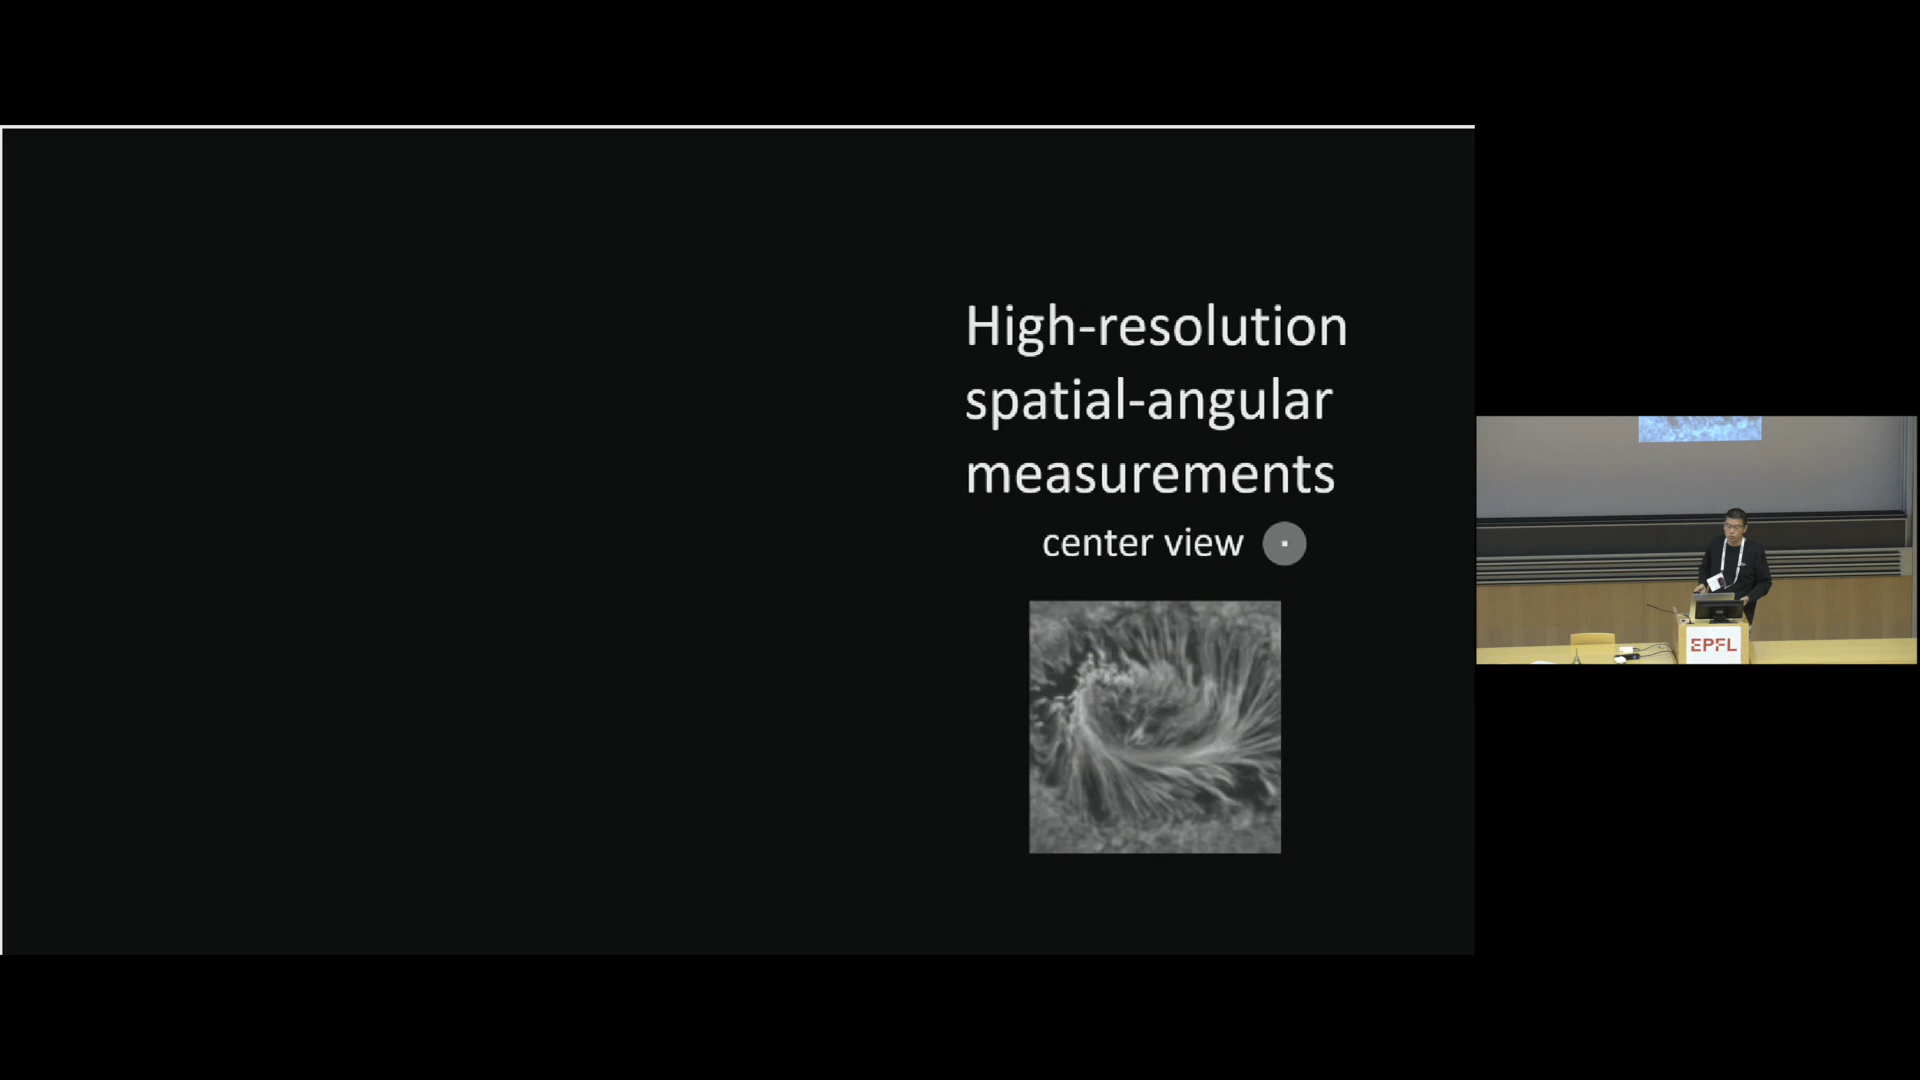 High-resolution
spatial-angular
measurements
center view
EPFL